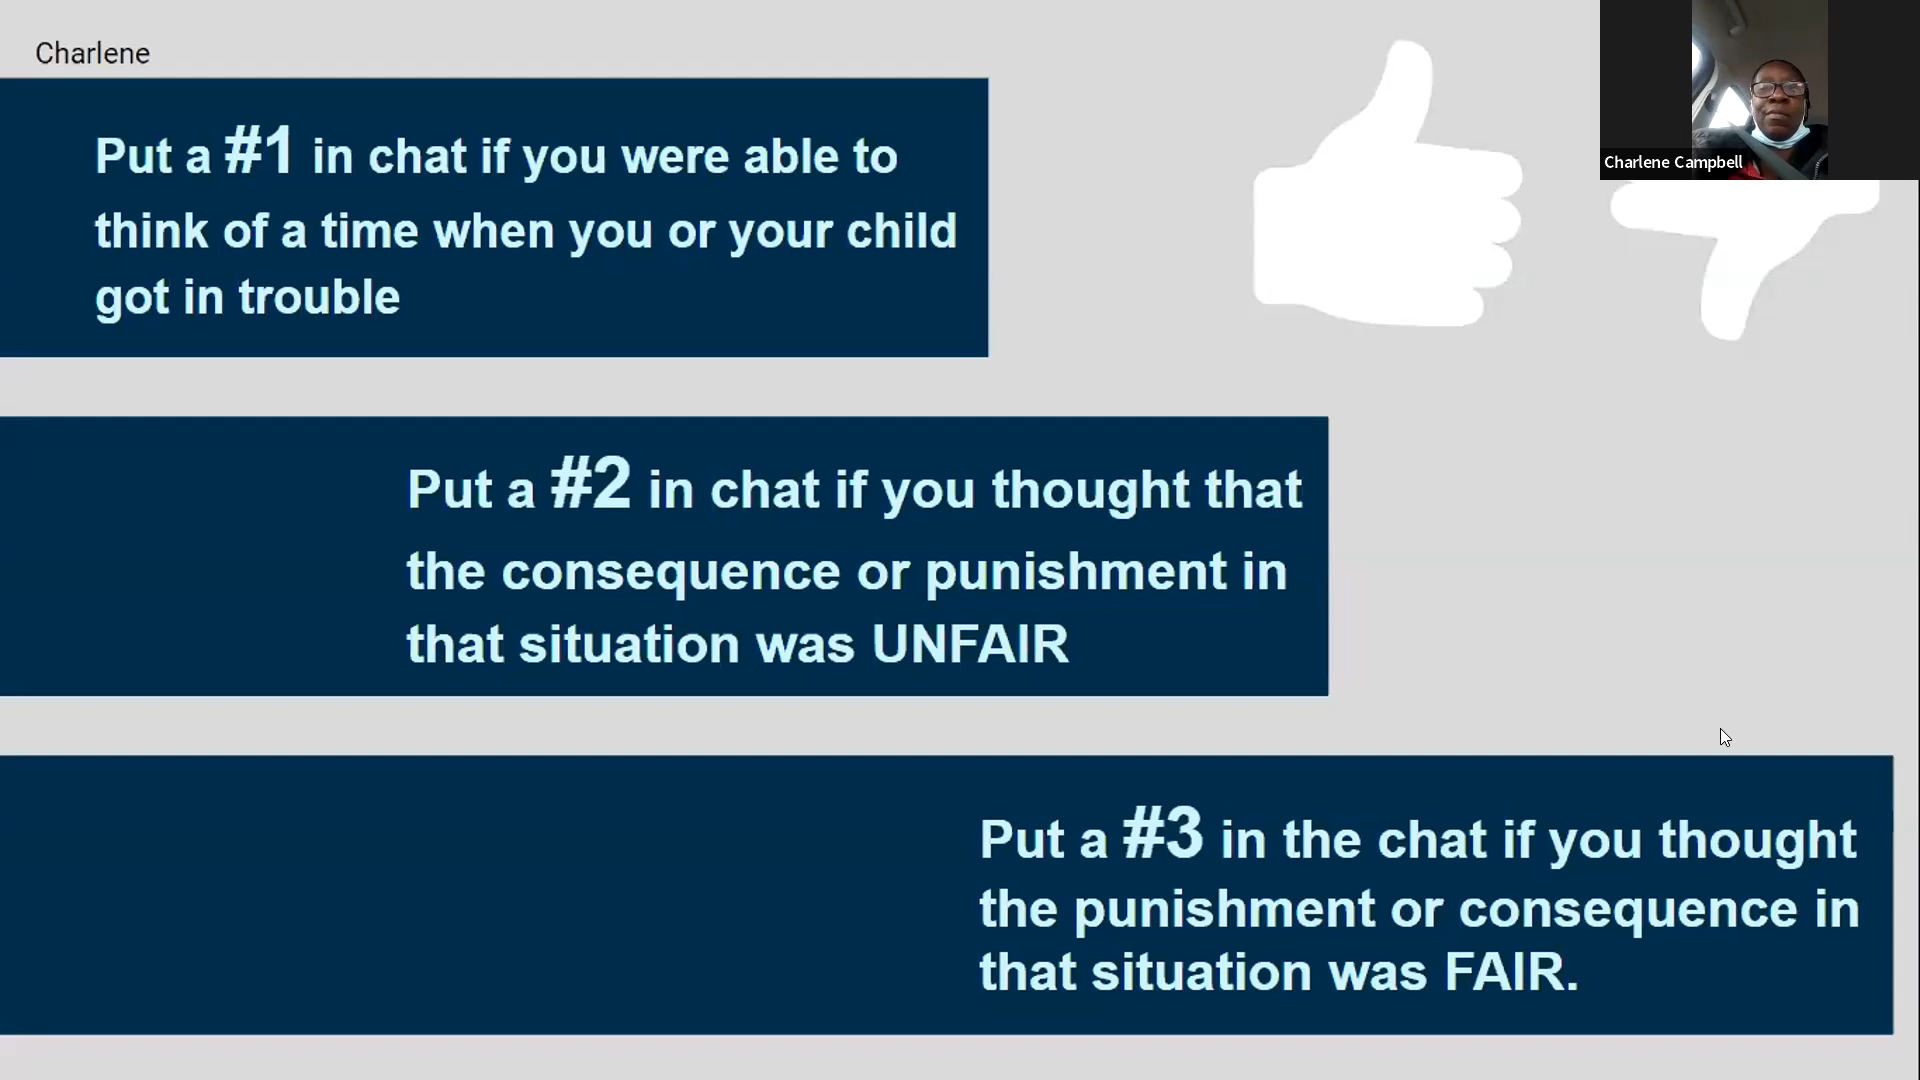 Charlene
Charlene Campbell
Put a #1 in chat if you were able to
think of a time when you or your child
got in trouble
Put a #2 in chat if you thought that
the consequence or punishment in
that situation was UNFAIR
Put a #3 in the chat if you thought
the punishment or consequence in
that situation was FAIR.